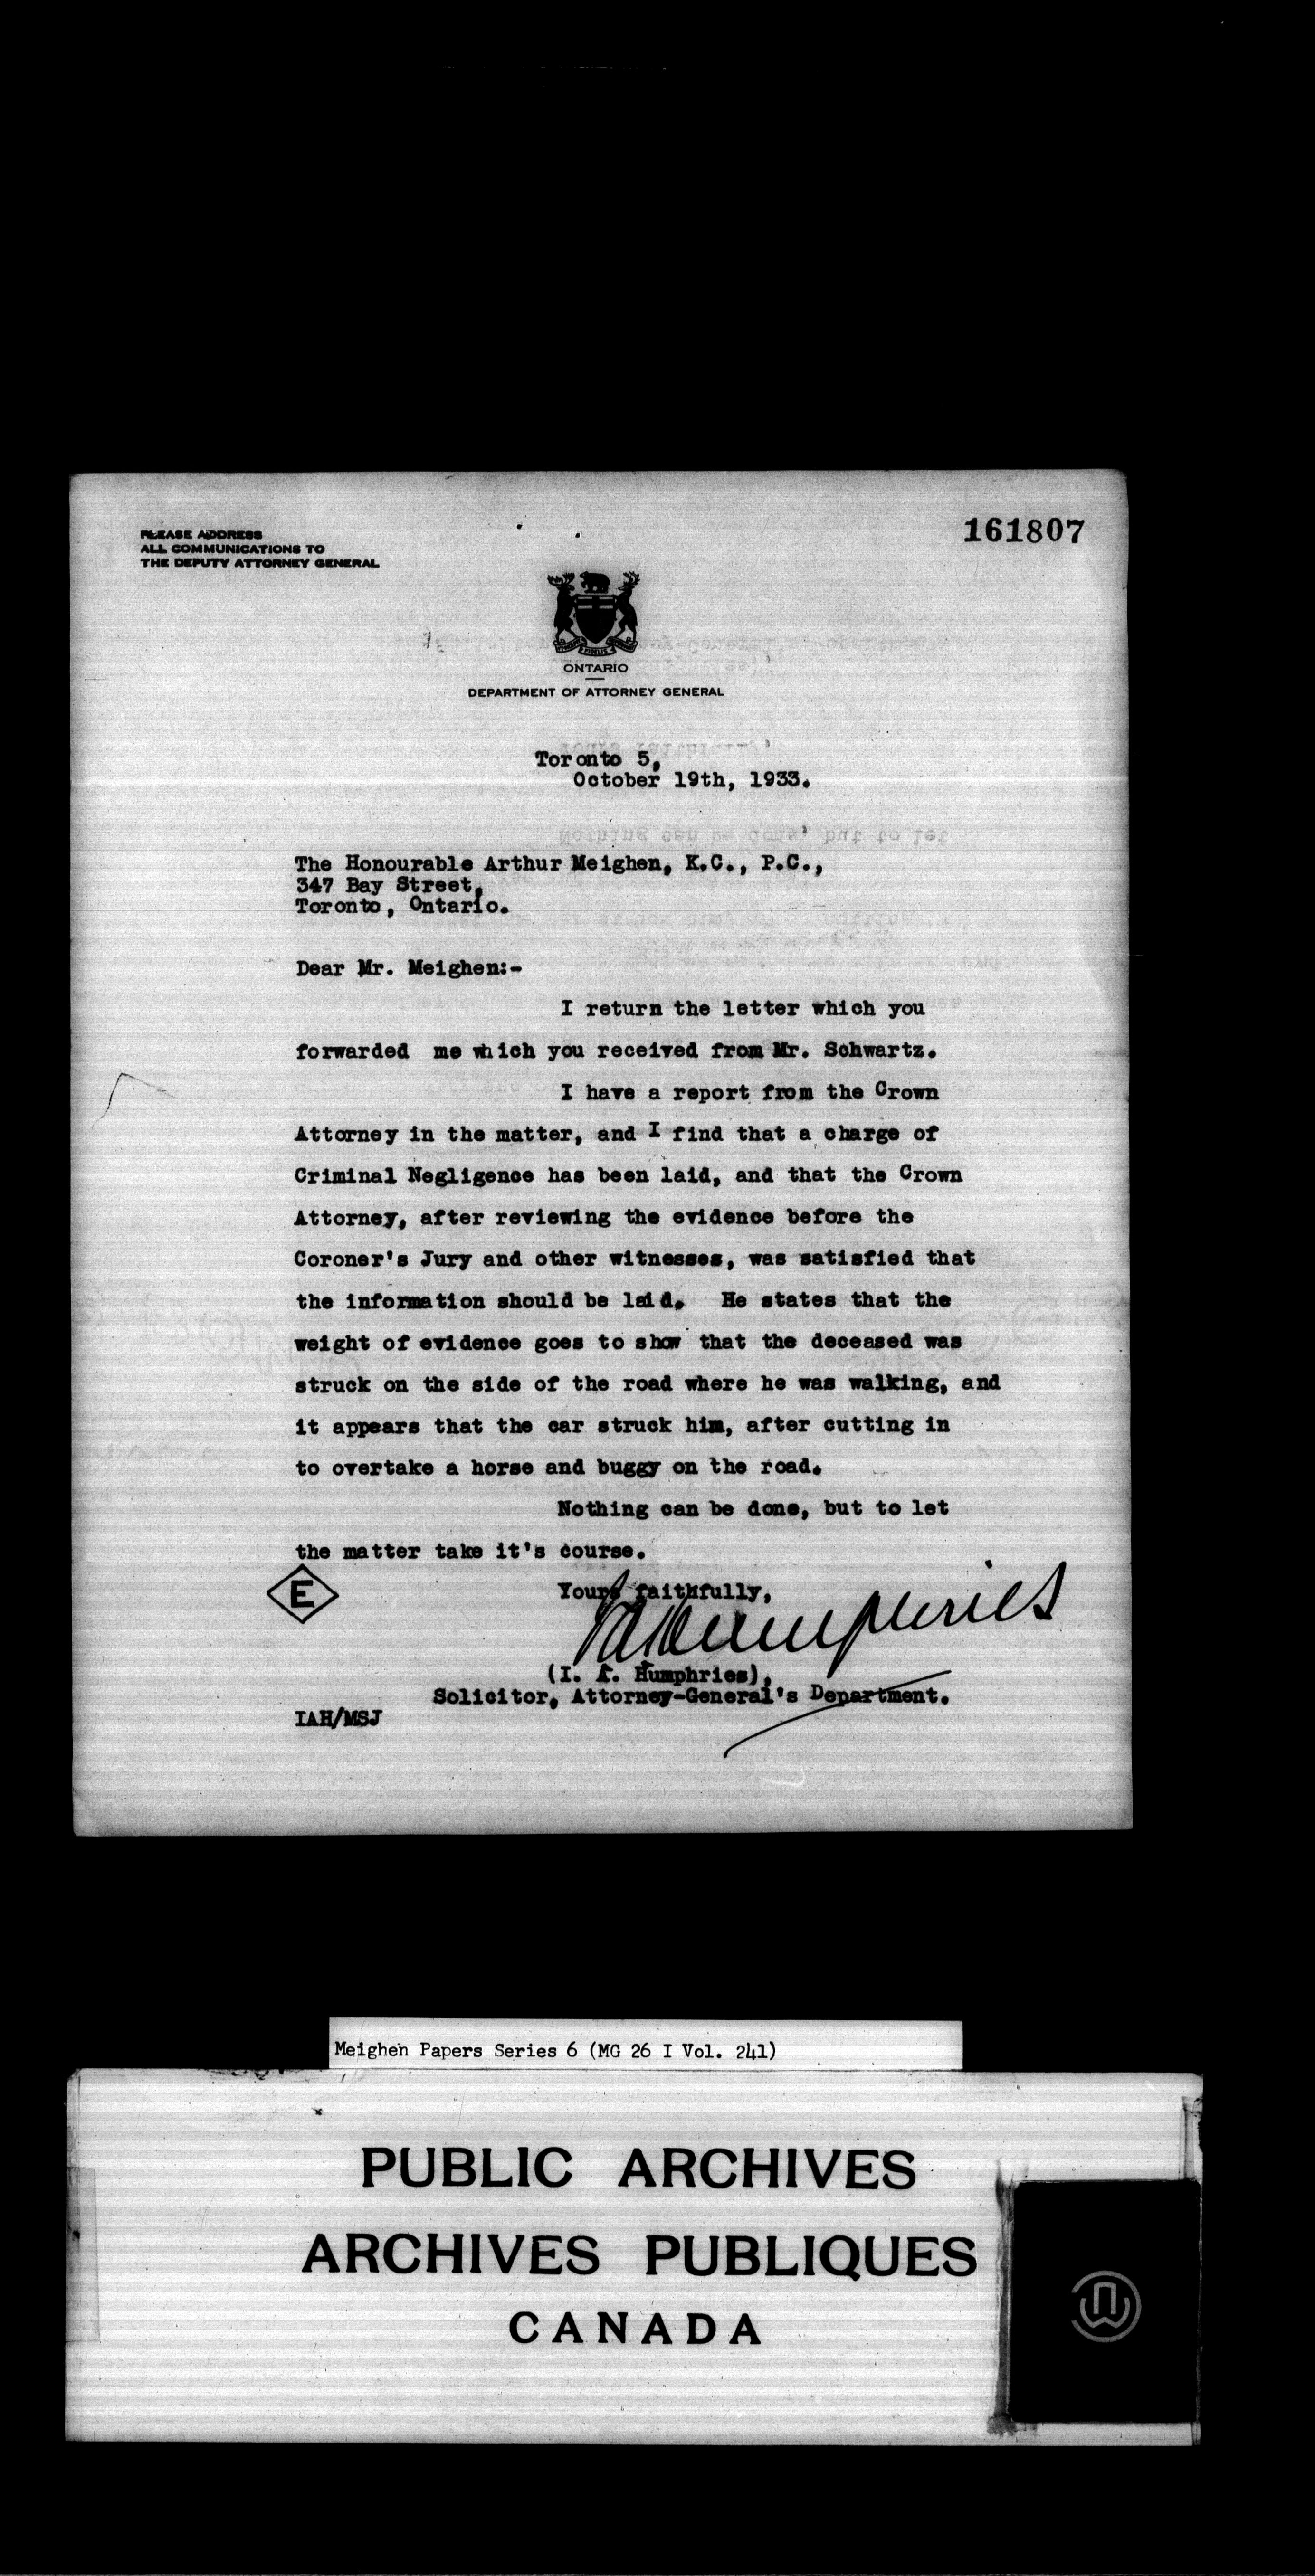 PLEASE ADDRESS
ALL COMMUNICATIONS TO
THE DEPUTY ATTORNEY GENERAL
161807
ONTARIO
DEPARTMENT OF ATTORNEY GENERAL
Toronto 5,
October 19th, 1933.
The Honourable Arthur Meighen, K.C., P.C.,
347 Bay Street,
Toronto, Ontario.
Dear Mr. Meighen:-
I return the letter which you
forwarded me which you received from Mr. Schwartz.
I have a report from the Crown
Attorney in the matter, and I find that a charge of
Criminal Negligence has been laid, and that the Crown
Attorney, after reviewing the evidence before the
Coroner's Jury and other witnesses, was satisfied that
the information should be laid. He states that the
weight of evidence goes to show that the deceased was
struck on the side of the road where he was walking, and
it appears that the car struck him, after cutting in
to overtake a horse and buggy on the road.
Nothing can be done, but to let
the matter take it's course.
E
Yours faithfully,
IAHumphries
(I. A. Humphries),
Solicitor, Attorney-General's Department.
IAH/MSJ
Meighen Papers Series 6 (MG 26 I Vol. 241)
PUBLIC ARCHIVES
ARCHIVES PUBLIQUES
CANADA